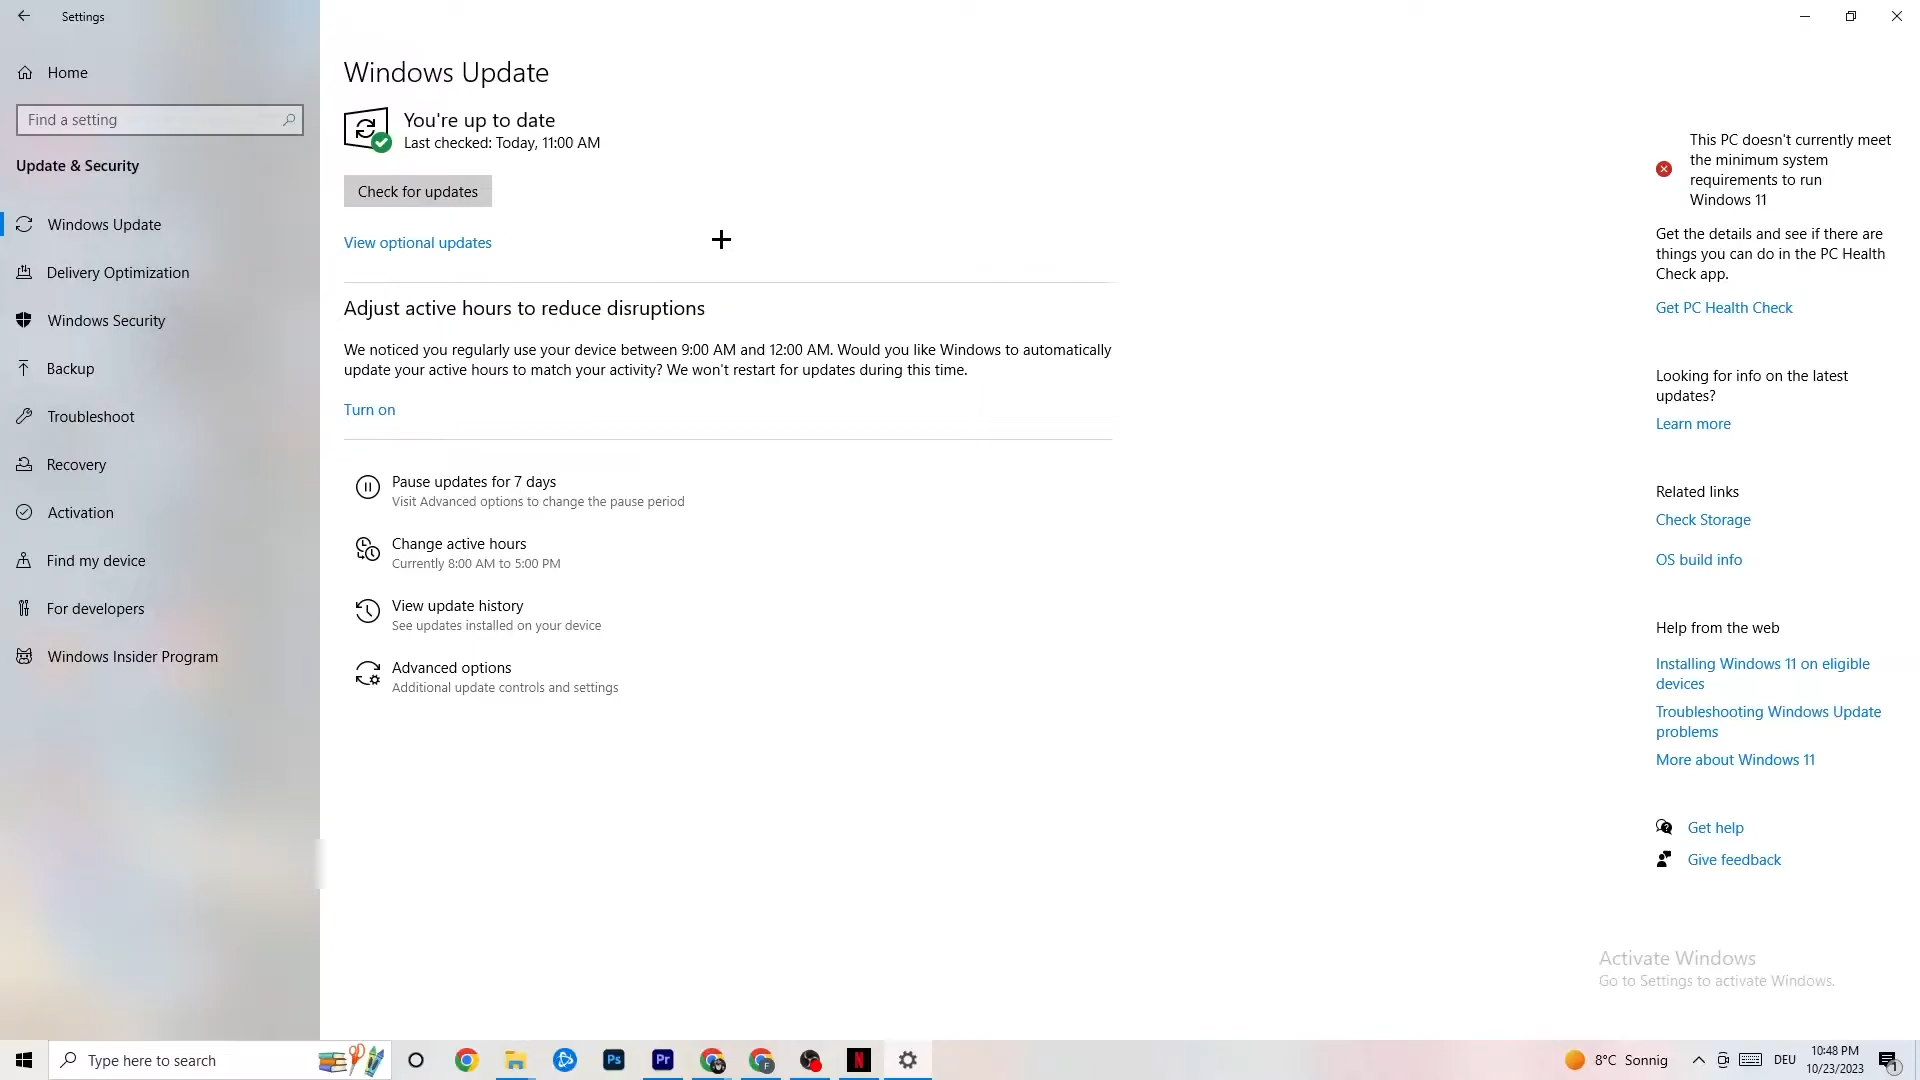 Settings
Home
Find a setting
Update & Security
Windows Update
Delivery Optimization
Windows Security
Backup
Troubleshoot
Recovery
Activation
Find my device
For developers
Windows Insider Program
Windows Update
You're up to date
Last checked: Today, 11:00 AM
Check for updates
View optional updates
Adjust active hours to reduce disruptions
We noticed you regularly use your device between 9:00 AM and 12:00 AM. Would you like Windows to automatically
update your active hours to match your activity? We won't restart for updates during this time.
Turn on
Pause updates for 7 days
Visit Advanced options to change the pause period
Change active hours
Currently 8:00 AM to 5:00 PM
View update history
See updates installed on your device
Advanced options
Additional update controls and settings
This PC doesn't currently meet
the minimum system
requirements to run
Windows 11
Get the details and see if there are
things you can do in the PC Health
Check app.
Get PC Health Check
Looking for info on the latest
updates?
Learn more
Related links
Check Storage
OS build info
Help from the web
Installing Windows 11 on eligible
devices
Troubleshooting Windows Update
problems
More about Windows 11
Get help
Give feedback
Activate Windows
Go to Settings to activate Windows.
Type here to search
Ps
Pr
F
N
8°C Sonnig
DEU
10:48 PM
10/23/2023
1